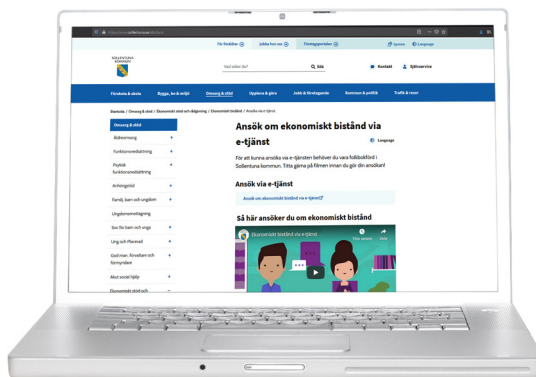 För föräldrar
Jobba hos oss
Företagsportalen
Lyssna
Language
SOLLENTUNA
KOMMUN
Vad söker du?
Sök
Kontakt
Självservice
Förskola & skola
Bygga, bo & miljö
Omsorg & stöd
Uppleva & göra
Jobb & företagande
Kommun & politik
Trafik & resor
Startsida / Omsorg & stöd / Ekonomiskt stöd och rådgivning / Ekonomiskt bistånd / Ansöka via e-tjänst
Omsorg & stöd
Äldreomsorg
Funktionsnedsättning
Psykisk
funktionsnedsättning
Anhörigstöd
Familj, barn och ungdom
Ungdomsmottagning
Sex för barn och unga
Ung och Placerad
God man, förvaltare och
förmyndare
Akut social hjälp
Ekonomiskt stöd och
Ansök om ekonomiskt bistånd via
e-tjänst
Language
För att kunna ansöka via e-tjänsten behöver du vara folkbokförd i
Sollentuna kommun. Titta gärna på filmen innan du gör din ansökan!
Ansök via e-tjänst
Ansök om ekonomiskt bistånd via e-tjänst
Så här ansöker du om ekonomiskt bistånd
Ekonomiskt bistånd via e-tjänst
Titta senare
Dela